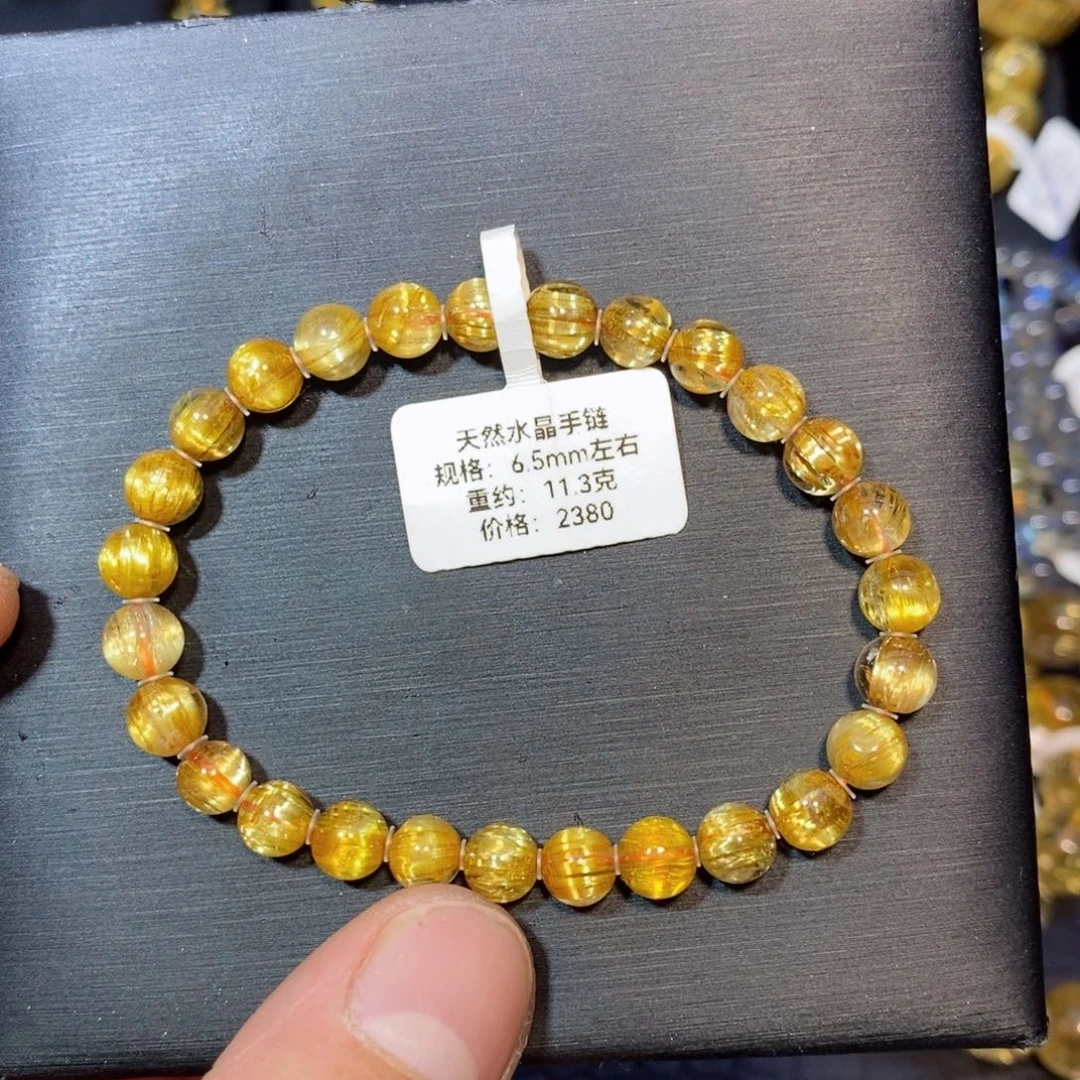 天然水晶手链
规格：6.5mm左右
重约：11.3克
价格：2380